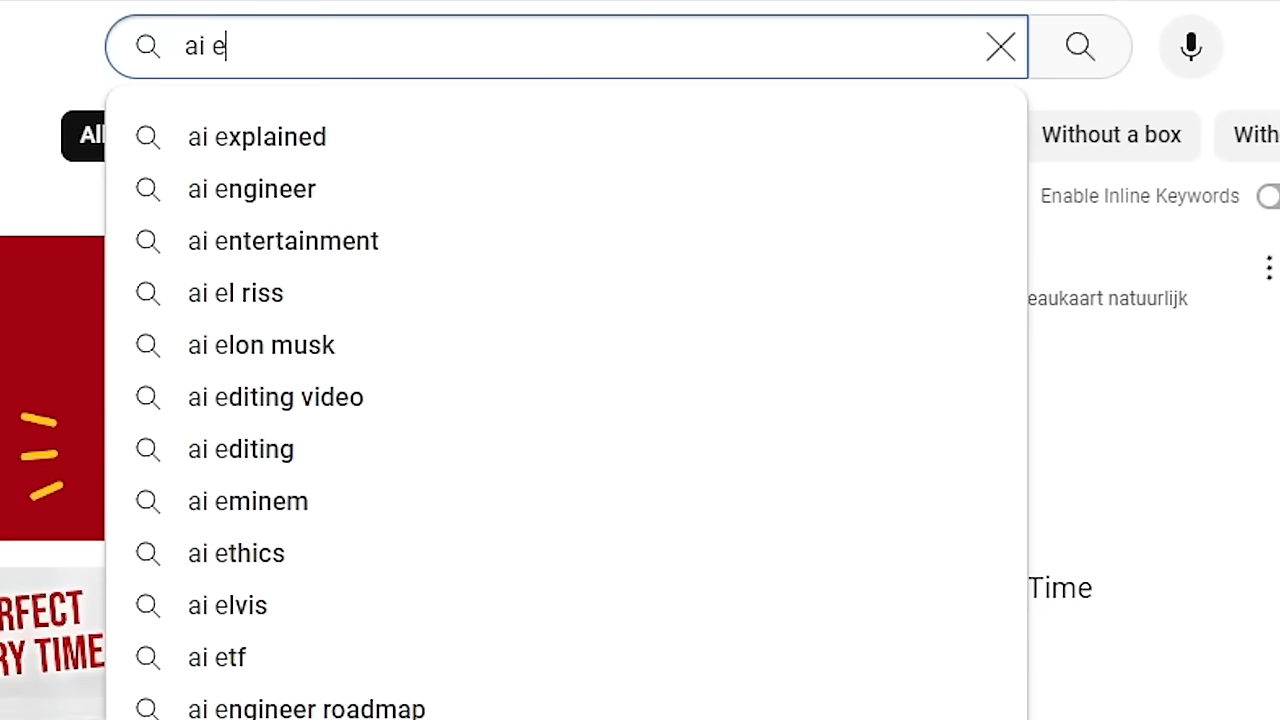 ai e
All
Without a box
With
Enable Inline Keywords
eaukaart natuurlijk
ai explained
ai engineer
ai entertainment
ai el riss
ai elon musk
ai editing video
ai editing
ai eminem
ai ethics
ai elvis
ai etf
ai engineer roadmap
Time
RFECT
RY TIME